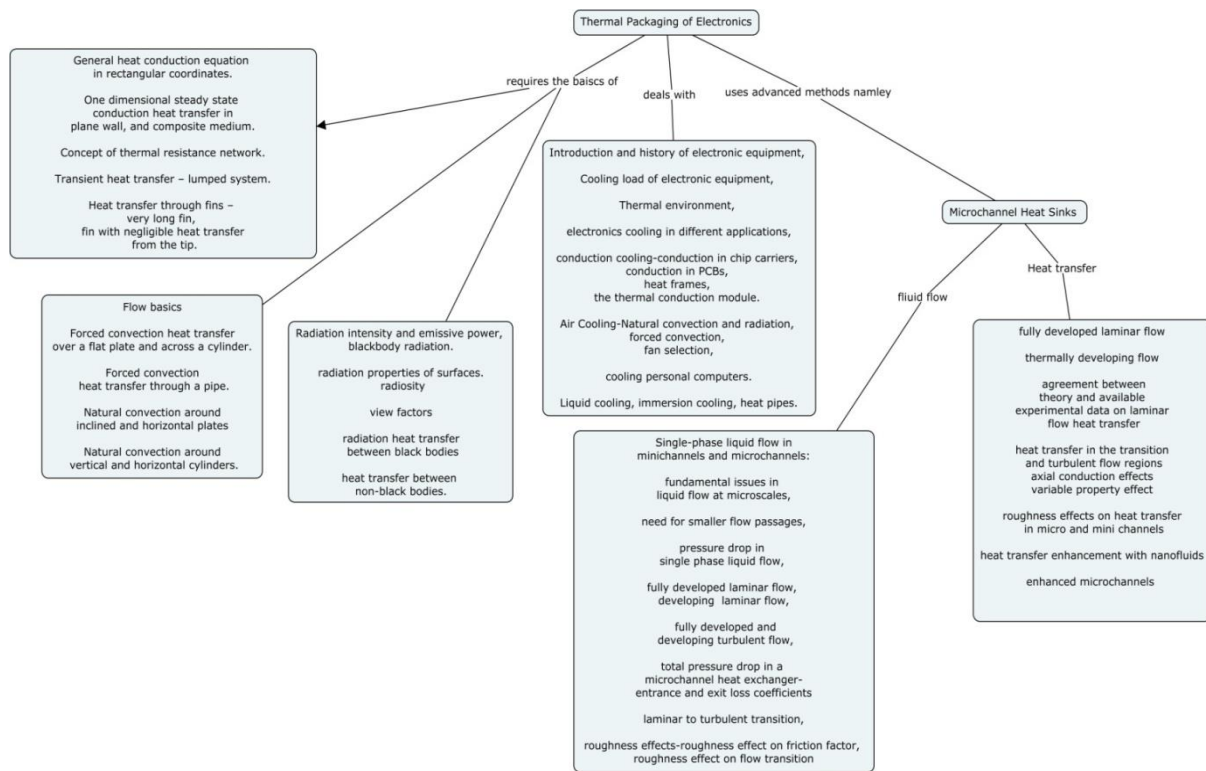 Thermal Packaging of Electronics
requires the baiscs of
deals with
uses advanced methods namley
General heat conduction equation
in rectangular coordinates.
One dimensional steady state
conduction heat transfer in
plane wall, and composite medium.
Concept of thermal resistance network.
Transient heat transfer – lumped system.
Heat transfer through fins –
very long fin,
fin with negligible heat transfer
from the tip.
Flow basics
Forced convection heat transfer
over a flat plate and across a cylinder.
Forced convection
heat transfer through a pipe.
Natural convection around
inclined and horizontal plates
Natural convection around
vertical and horizontal cylinders.
Radiation intensity and emissive power,
blackbody radiation.
radiation properties of surfaces.
radiosity
view factors
radiation heat transfer
between black bodies
heat transfer between
non-black bodies.
Introduction and history of electronic equipment,
Cooling load of electronic equipment,
Thermal environment,
electronics cooling in different applications,
conduction cooling-conduction in chip carriers,
conduction in PCBs,
heat frames,
the thermal conduction module.
Air Cooling-Natural convection and radiation,
forced convection,
fan selection,
cooling personal computers.
Liquid cooling, immersion cooling, heat pipes.
Microchannel Heat Sinks
fliuid flow
Heat transfer
Single-phase liquid flow in
minichannels and microchannels:
fundamental issues in
liquid flow at microscales,
need for smaller flow passages,
pressure drop in
single phase liquid flow,
fully developed laminar flow,
developing laminar flow,
fully developed and
developing turbulent flow,
total pressure drop in a
microchannel heat exchanger-
entrance and exit loss coefficients
laminar to turbulent transition,
roughness effects-roughness effect on friction factor,
roughness effect on flow transition
fully developed laminar flow
thermally developing flow
agreement between
theory and available
experimental data on laminar
flow heat transfer
heat transfer in the transition
and turbulent flow regions
axial conduction effects
variable property effect
roughness effects on heat transfer
in micro and mini channels
heat transfer enhancement with nanofluids
enhanced microchannels